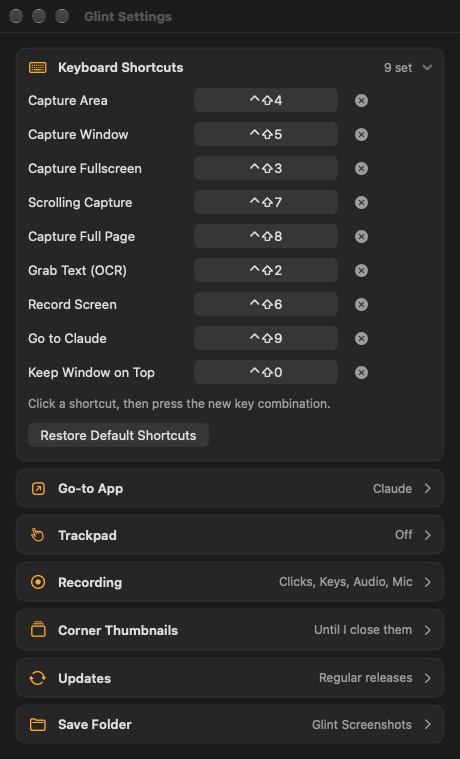 Glint Settings
Keyboard Shortcuts 9 set
Capture Area ^⇧4
Capture Window ^⇧5
Capture Fullscreen ^⇧3
Scrolling Capture ^⇧7
Capture Full Page ^⇧8
Grab Text (OCR) ^⇧2
Record Screen ^⇧6
Go to Claude ^⇧9
Keep Window on Top ^⇧0
Click a shortcut, then press the new key combination.
Restore Default Shortcuts
Go-to App Claude
Trackpad Off
Recording Clicks, Keys, Audio, Mic
Corner Thumbnails Until I close them
Updates Regular releases
Save Folder Glint Screenshots